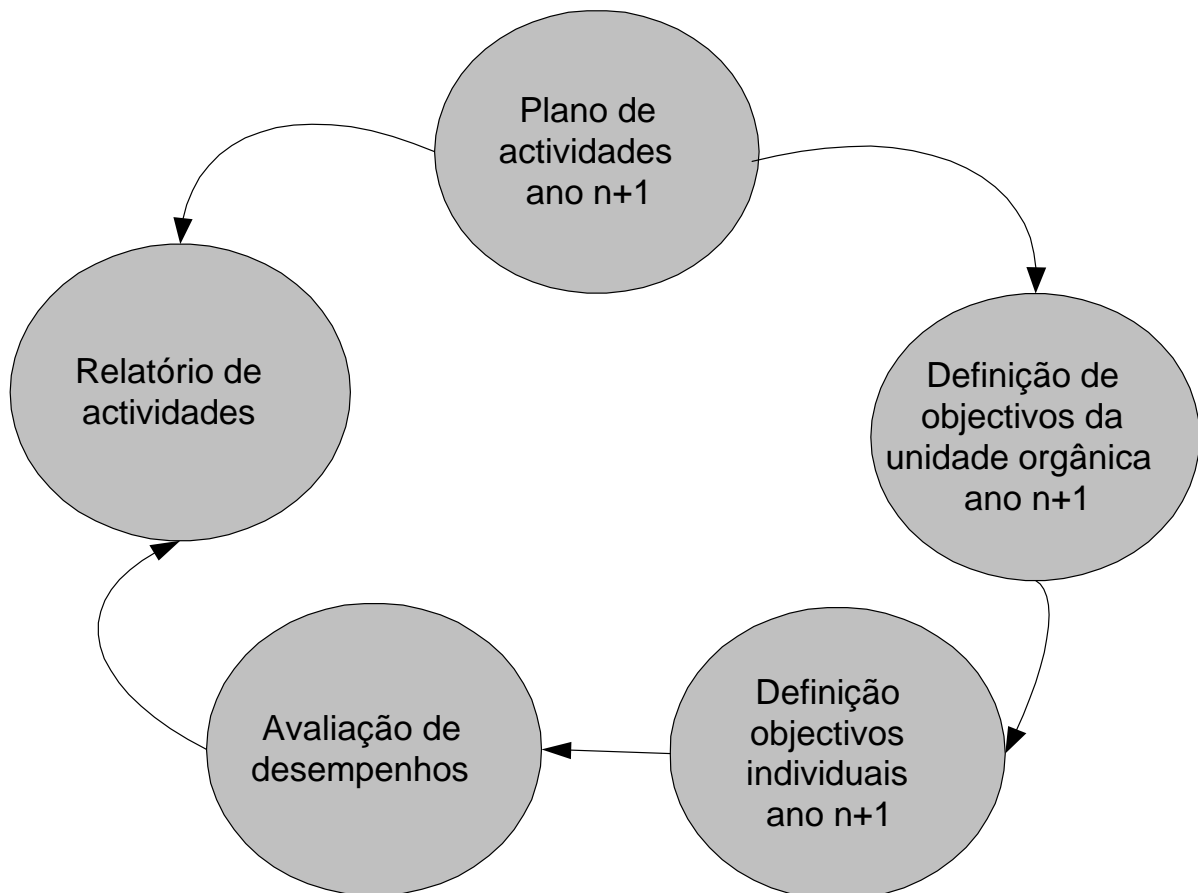 Plano de
actividades
ano n+1
Definição de
objectivos da
unidade orgânica
ano n+1
Definição
objectivos
individuais
ano n+1
Avaliação de
desempenhos
Relatório de
actividades